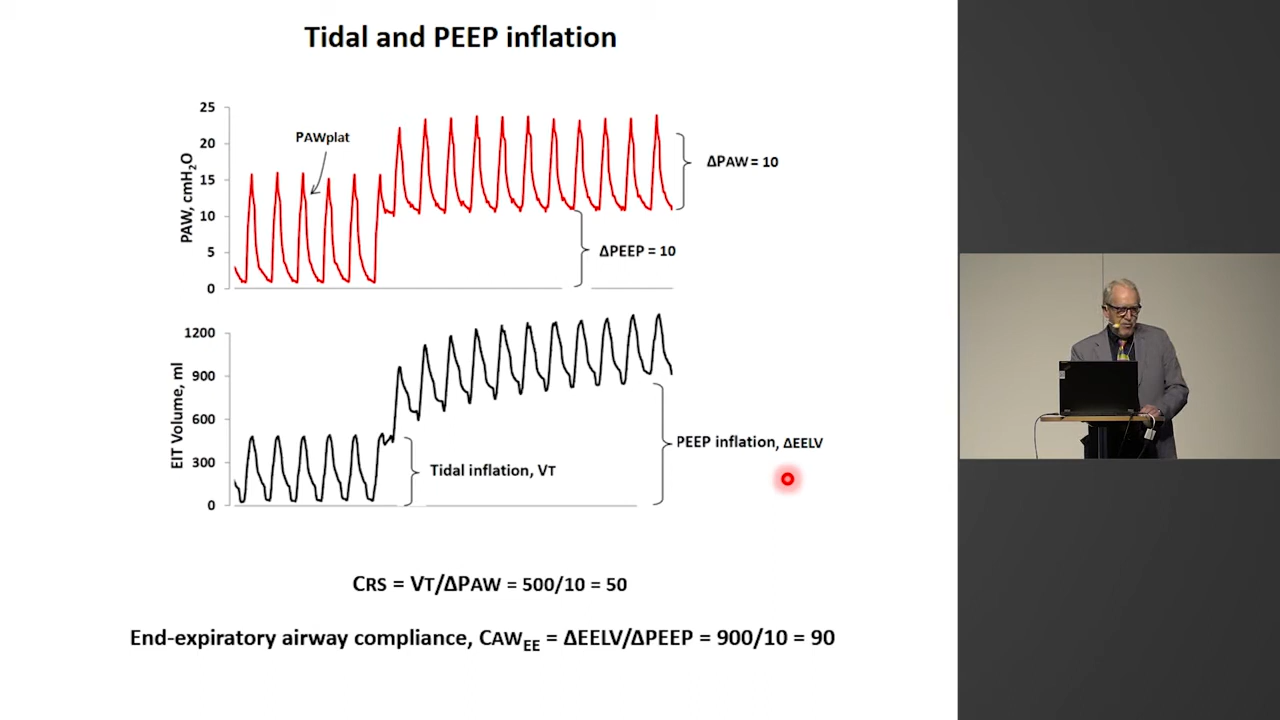 Tidal and PEEP inflation
25
20
15
10
5
0
PAW, cmH₂O
PAWplat
ΔPAW = 10
ΔPEEP = 10
1200
900
600
300
0
EIT Volume, ml
PEEP inflation, ΔEELV
Tidal inflation, VT
CRS = VT/ΔPAW = 500/10 = 50
End-expiratory airway compliance, CAW_EE = ΔEELV/ΔPEEP = 900/10 = 90